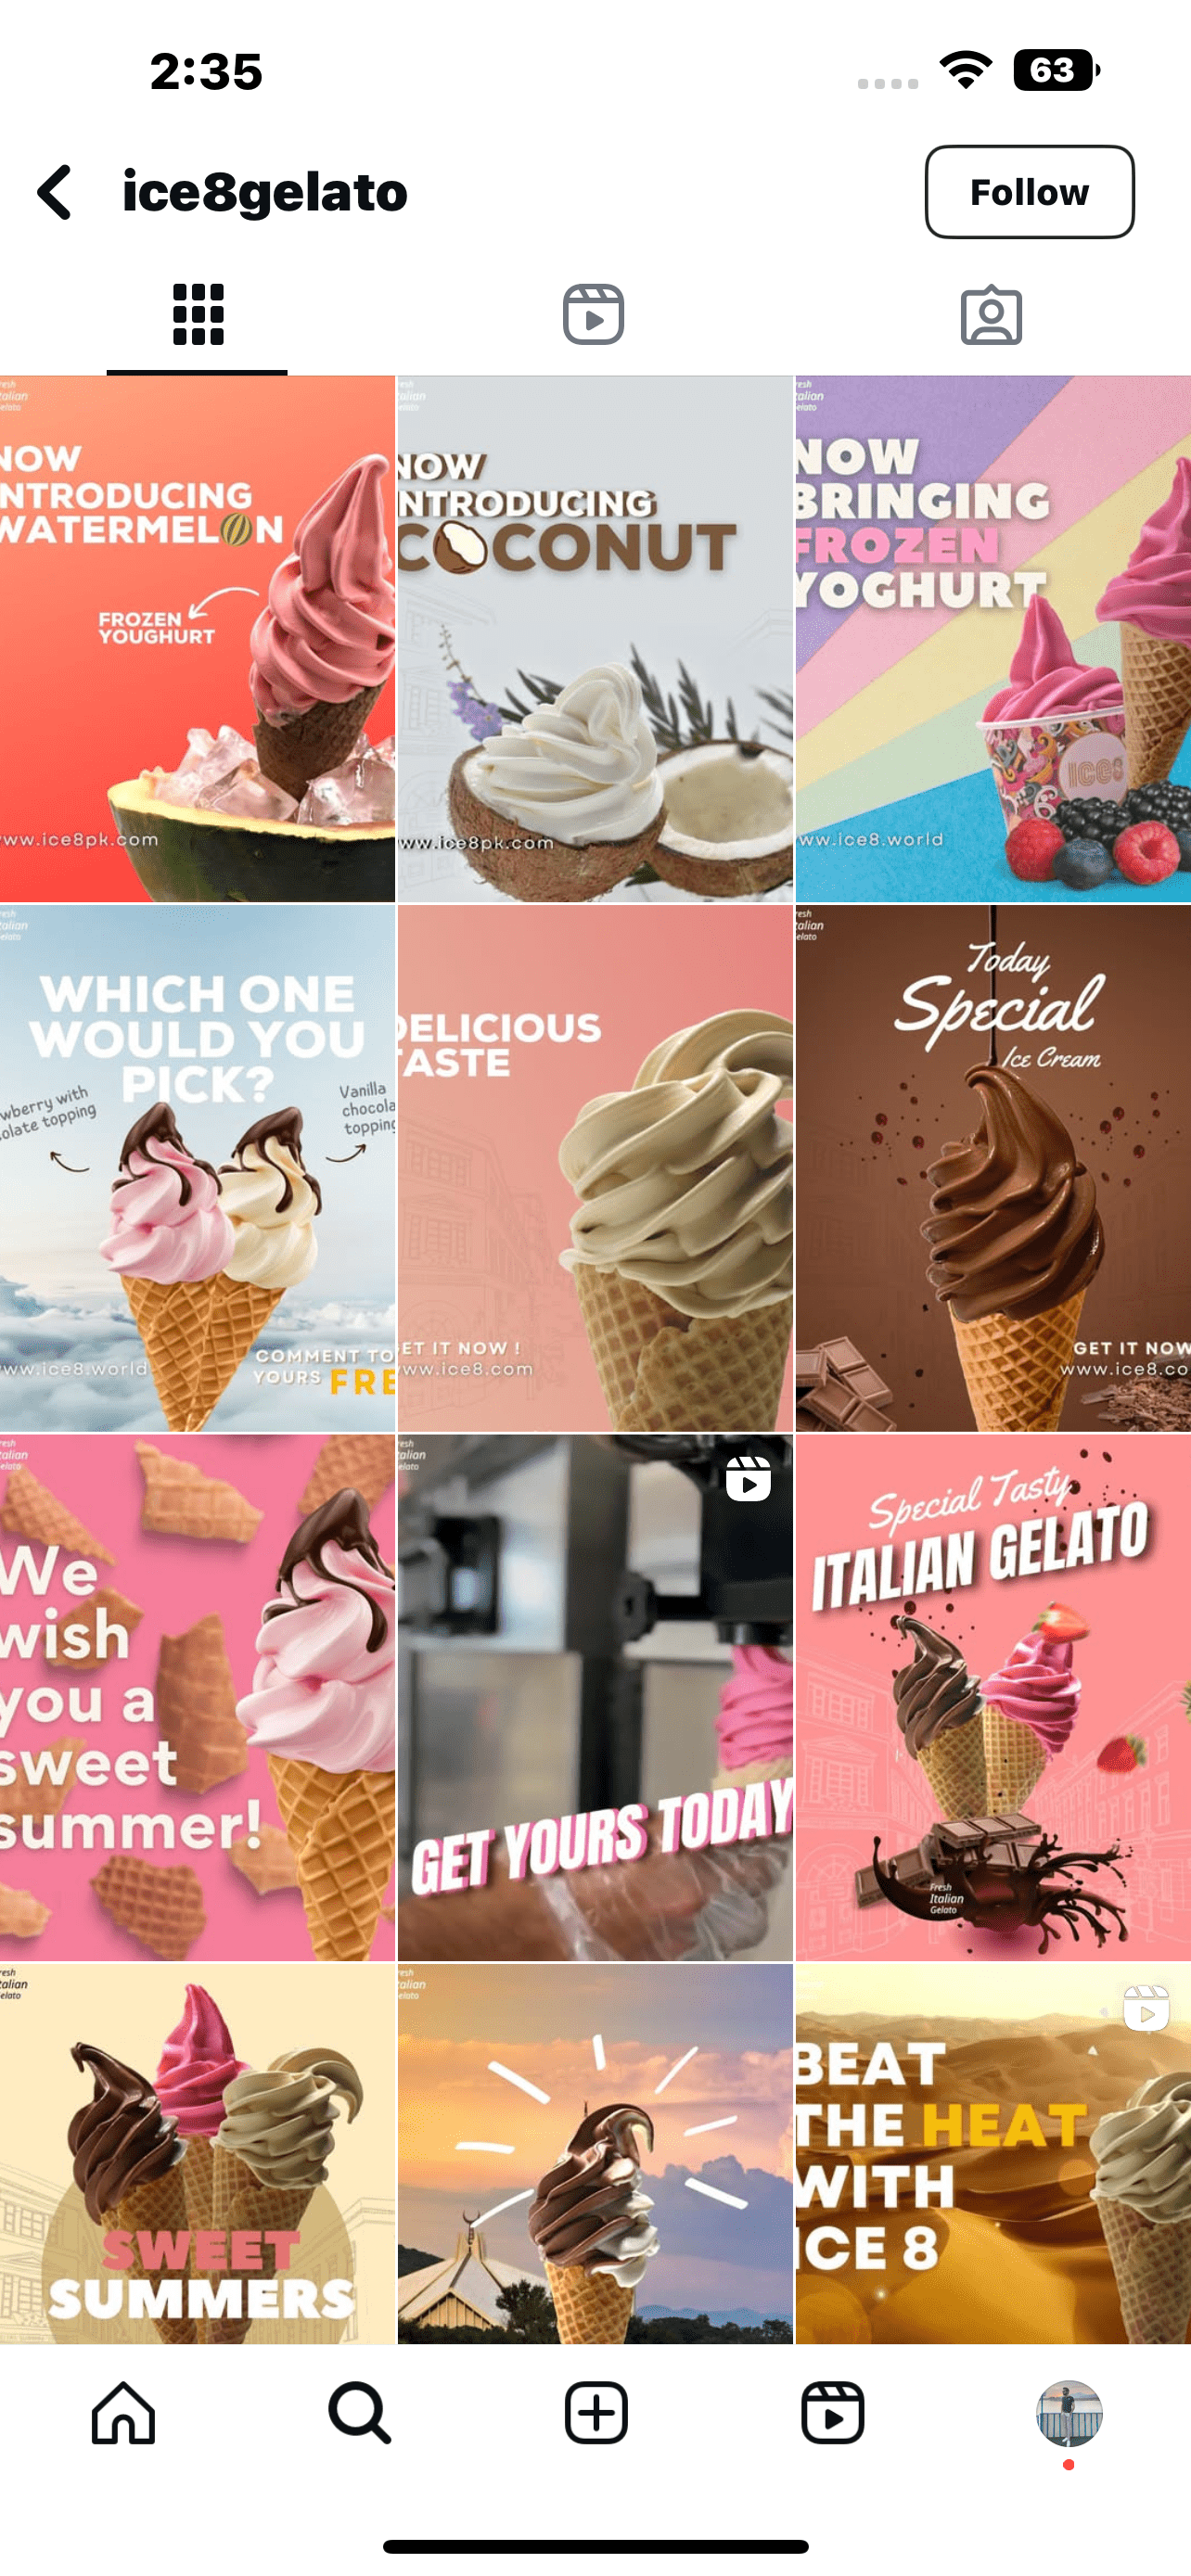 2:35
63
ice8gelato
Follow
resh
talian
elato
NOW
NTRODUCING
WATERMELON
FROZEN
YOUGHURT
ww.ice8pk.com
resh
talian
elato
NOW
NTRODUCING
COCONUT
ww.ice8pk.com
resh
talian
elato
NOW
BRINGING
FROZEN
YOGHURT
ICE8
ww.ice8.world
resh
talian
elato
WHICH ONE
WOULD YOU
PICK?
wberry with
olate topping
Vanilla
chocola
topping
ww.ice8.world
COMMENT TO
YOURS FRE
DELICIOUS
TASTE
ET IT NOW !
www.ice8.com
resh
talian
elato
Today
Special
Ice Cream
GET IT NOW
www.ice8.co
resh
talian
elato
We
wish
you a
sweet
summer!
resh
talian
elato
GET YOURS TODAY
Special Tasty
ITALIAN GELATO
Fresh
Italian
Gelato
resh
talian
elato
SWEET
SUMMERS
resh
talian
elato
BEAT
THE HEAT
WITH
ICE 8